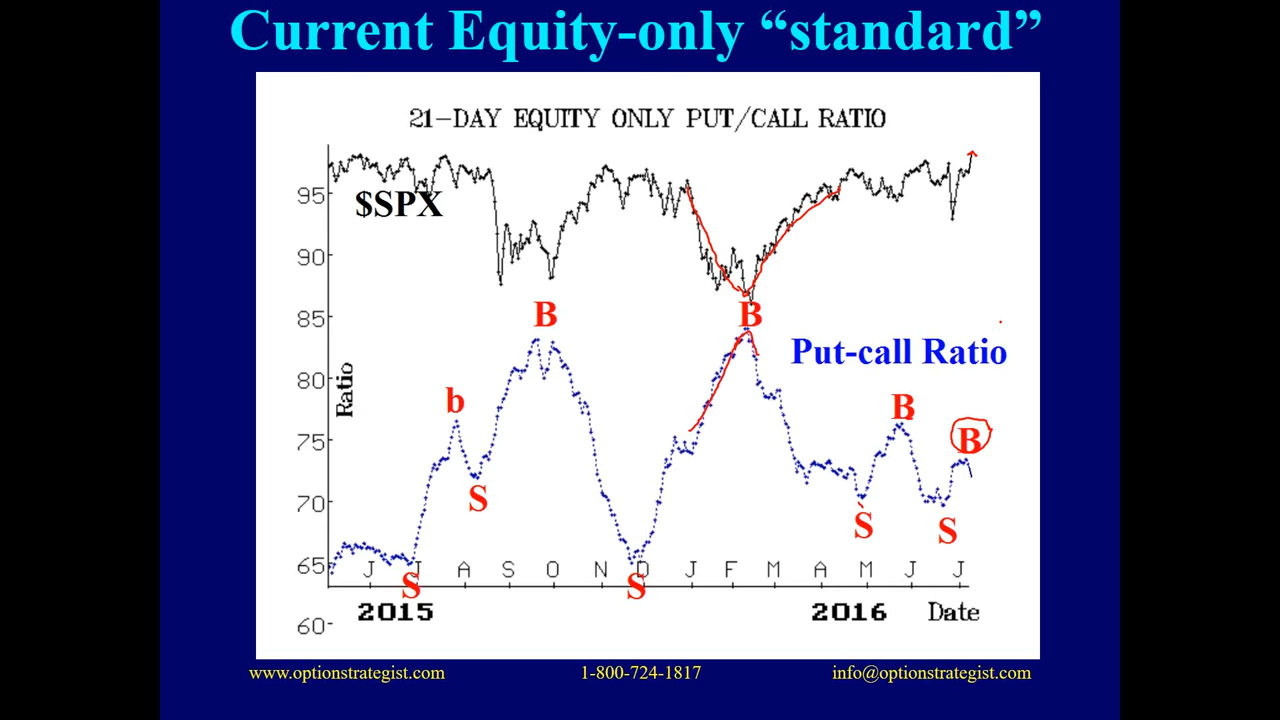 Current Equity-only “standard”
21-DAY EQUITY ONLY PUT/CALL RATIO
95
$SPX
90
85
B
B
Put-call Ratio
80
Ratio
b
B
75
B
S
70
S
S
65
J J A S O N D J F M A M J J
S
S
2015
2016
Date
60
www.optionstrategist.com
1-800-724-1817
info@optionstrategist.com